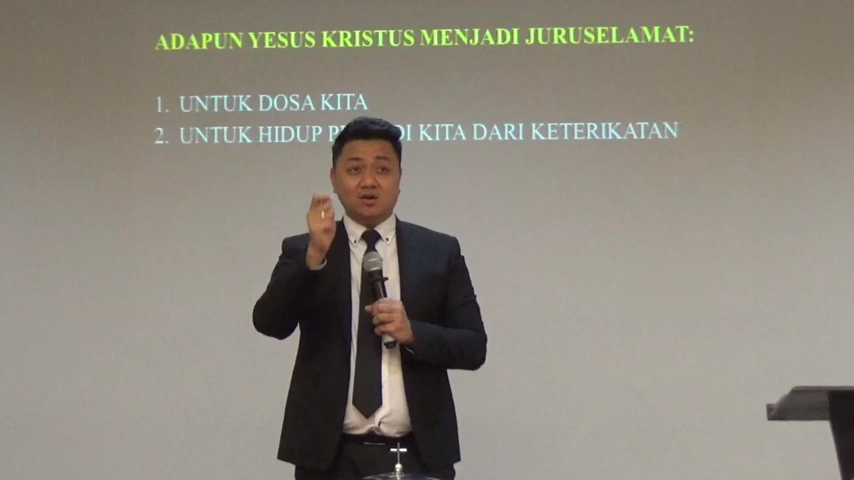 ADAPUN YESUS KRISTUS MENJADI JURUSELAMAT:
1. UNTUK DOSA KITA
2. UNTUK HIDUP KITA DARI KETERIKATAN